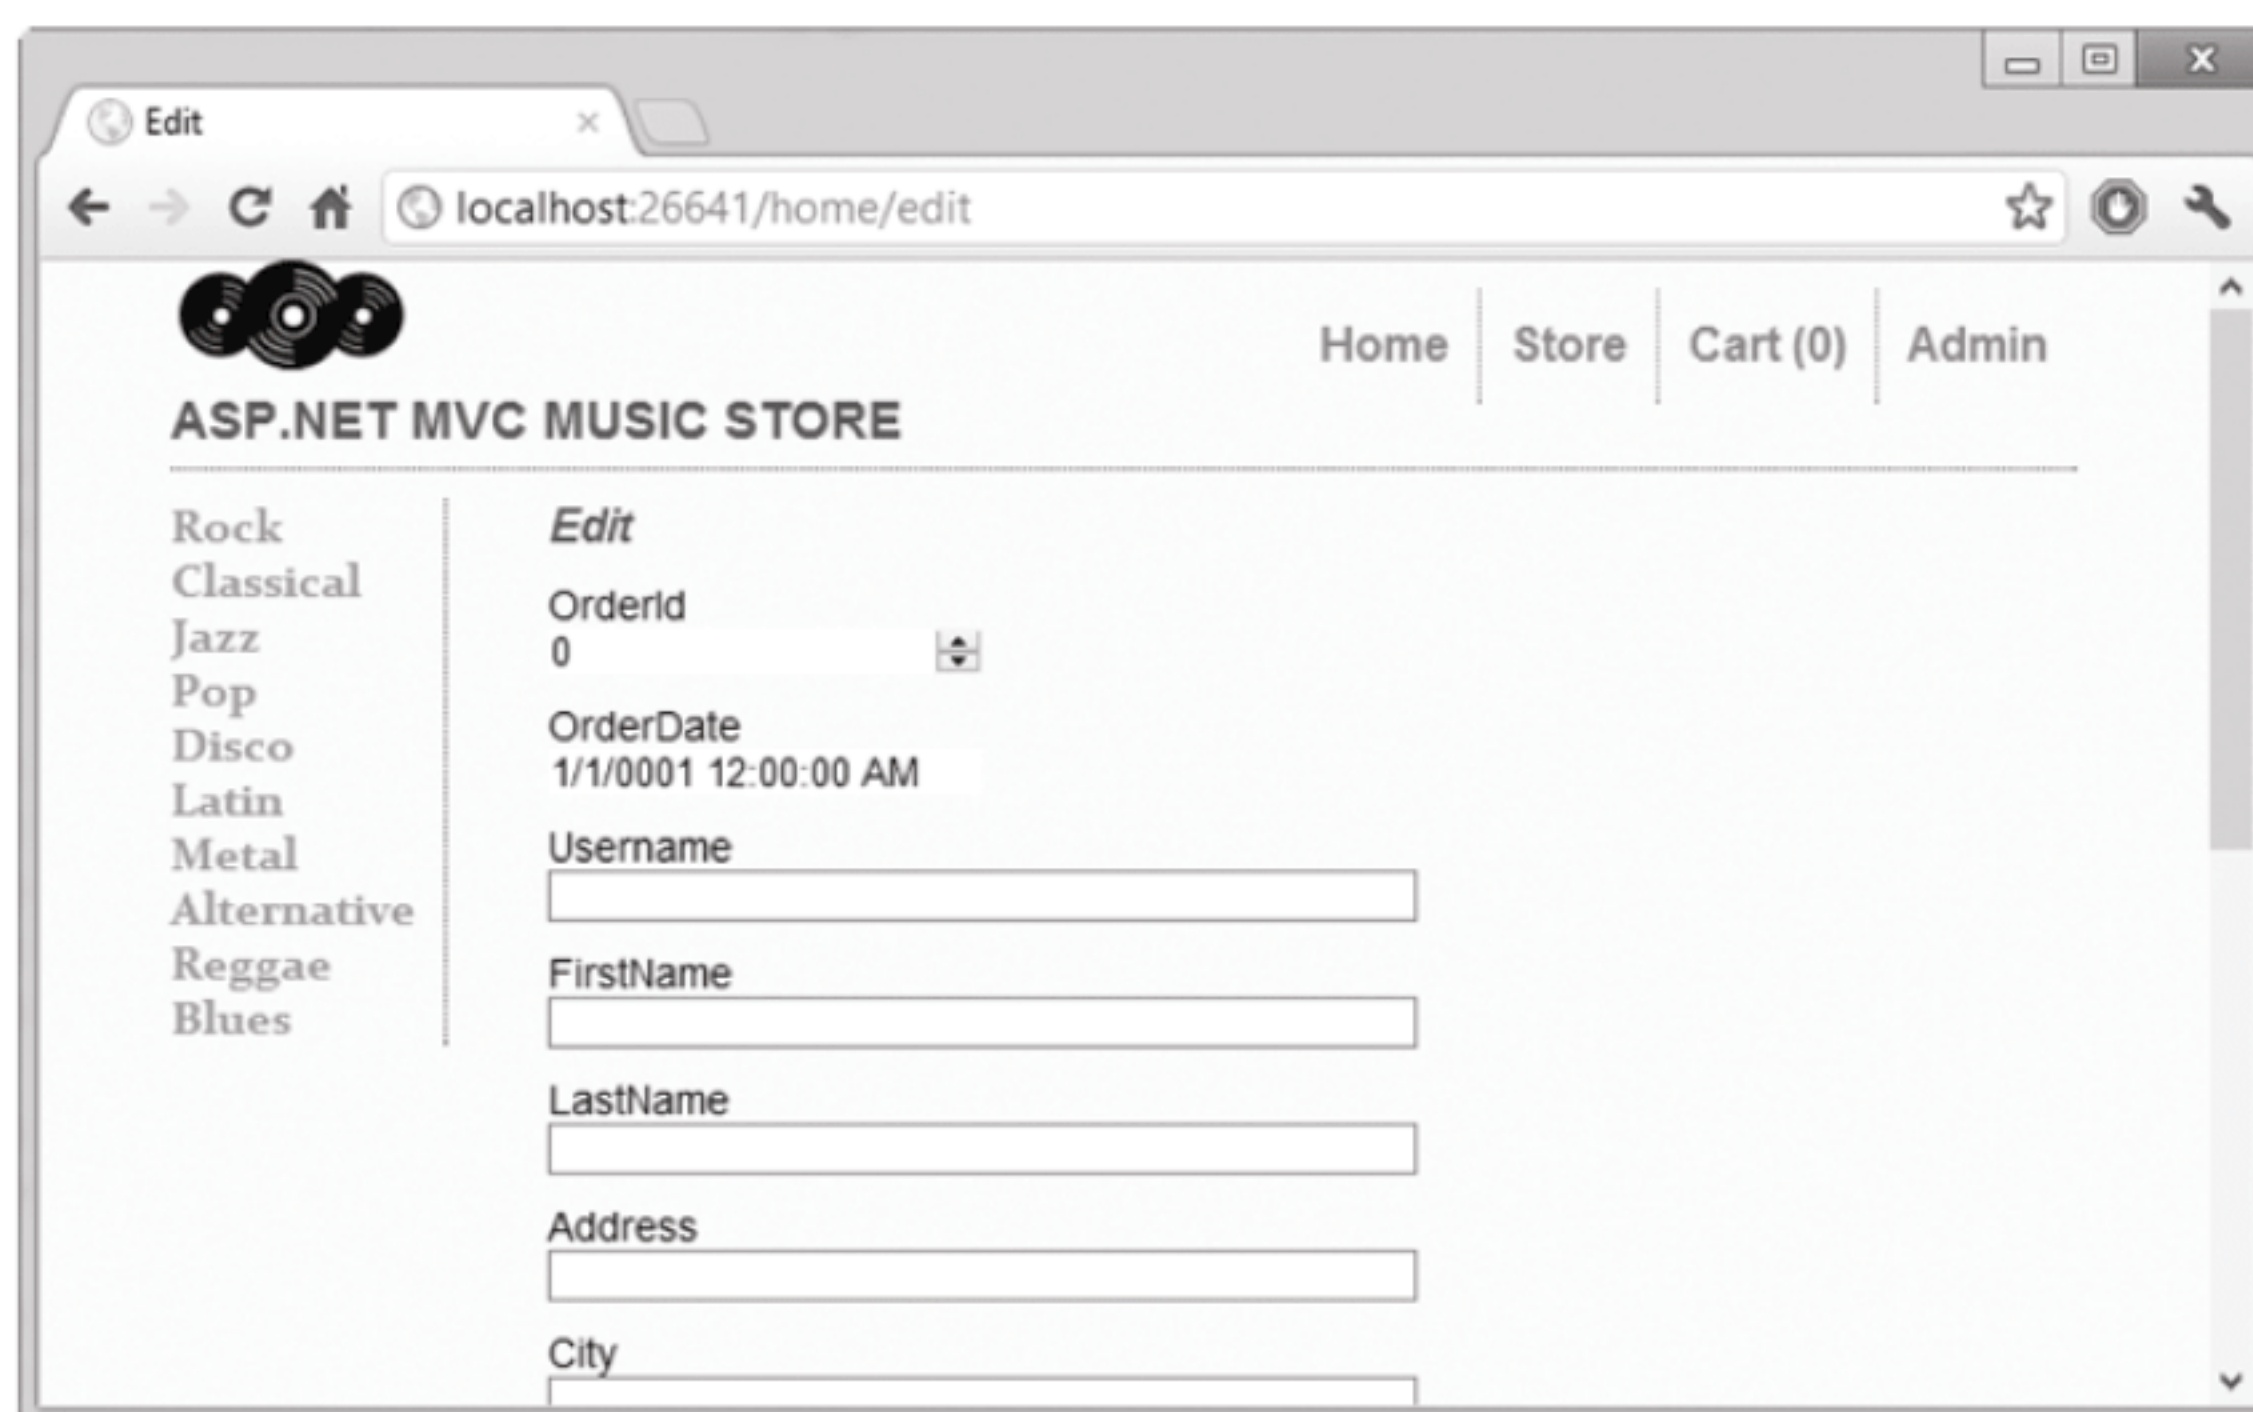 Edit
localhost:26641/home/edit
Home
Store
Cart (0)
Admin
ASP.NET MVC MUSIC STORE
Rock
Classical
Jazz
Pop
Disco
Latin
Metal
Alternative
Reggae
Blues
Edit
OrderId
0
OrderDate
1/1/0001 12:00:00 AM
Username
FirstName
LastName
Address
City